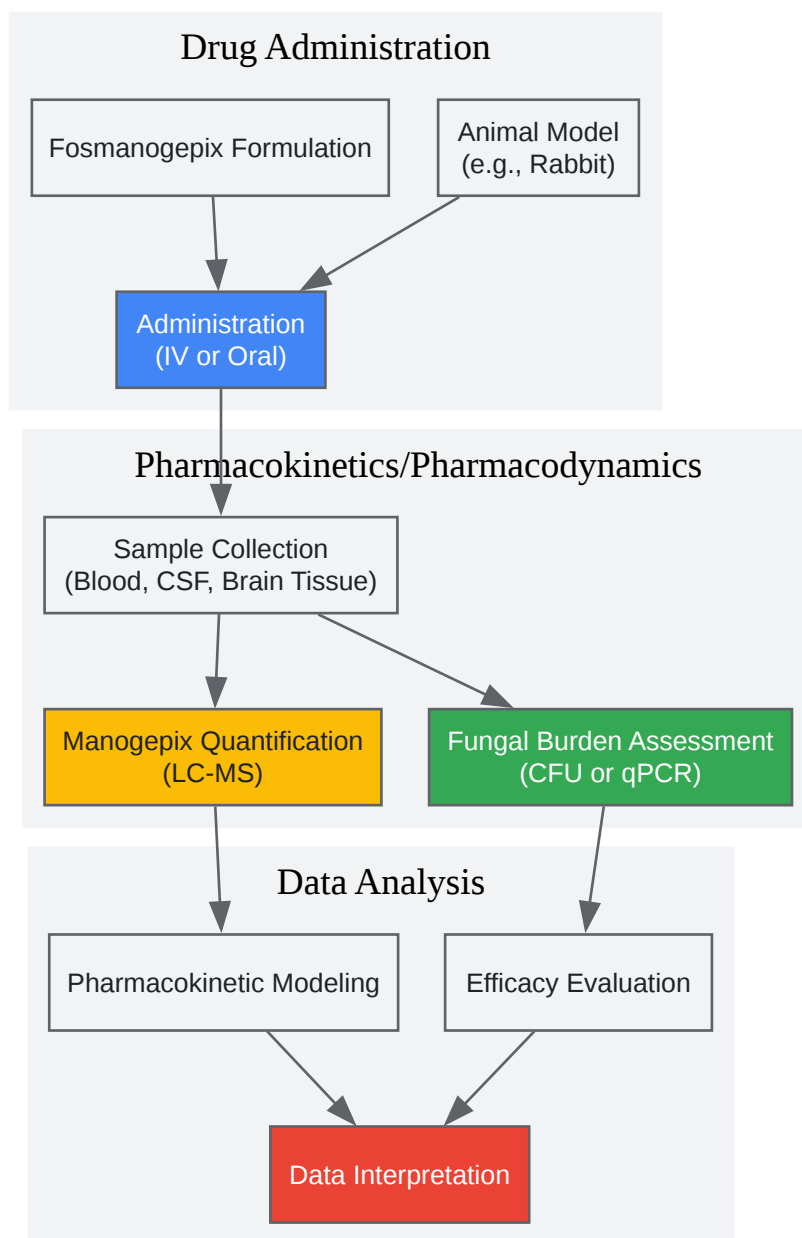 Drug Administration
Fosmanogepix Formulation
Animal Model
(e.g., Rabbit)
Administration
(IV or Oral)
Pharmacokinetics/Pharmacodynamics
Sample Collection
(Blood, CSF, Brain Tissue)
Manogepix Quantification
(LC-MS)
Fungal Burden Assessment
(CFU or qPCR)
Data Analysis
Pharmacokinetic Modeling
Efficacy Evaluation
Data Interpretation